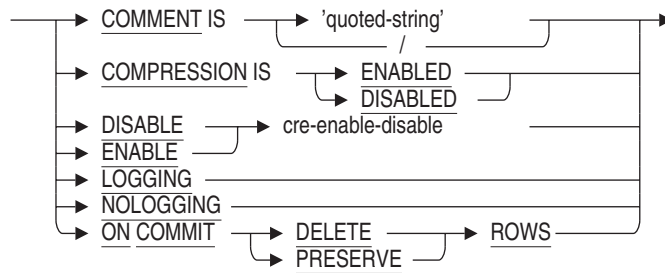 COMMENT IS 'quoted-string'
/
COMPRESSION IS ENABLED
DISABLED
DISABLE cre-enable-disable
ENABLE
LOGGING
NOLOGGING
ON COMMIT DELETE ROWS
PRESERVE